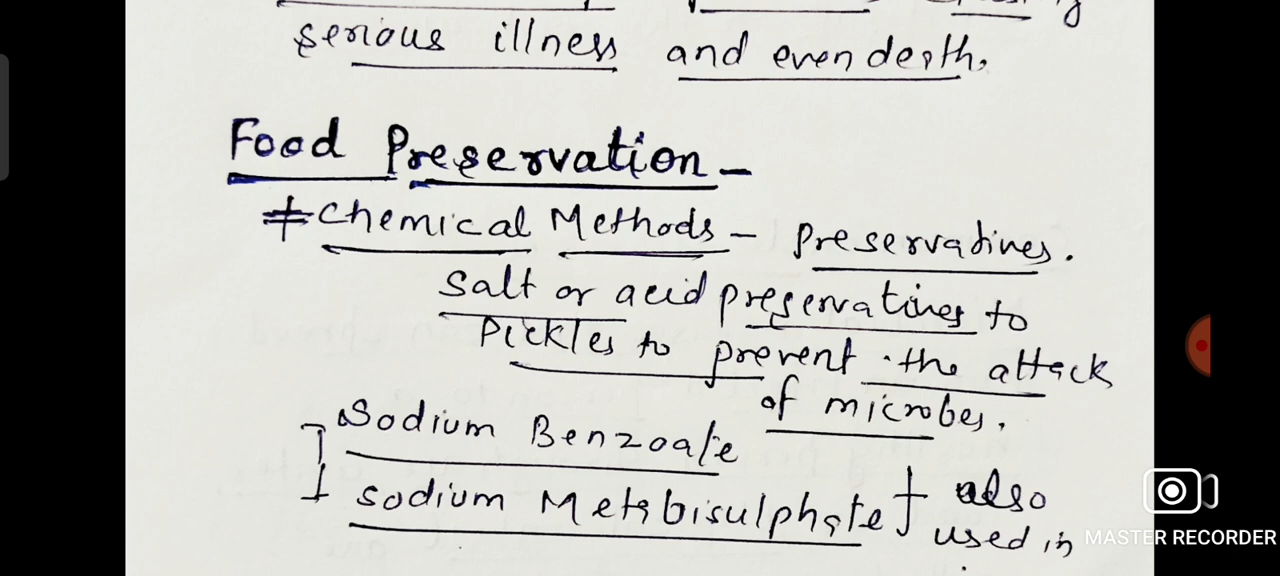 serious illness and even death.
Food Preservation -
Chemical Methods - Preservatives.
Salt or acid preservatives to
Pickles to prevent the attack
of microbes.
Sodium Benzoate
sodium Metabisulphate
also
used in
MASTER RECORDER